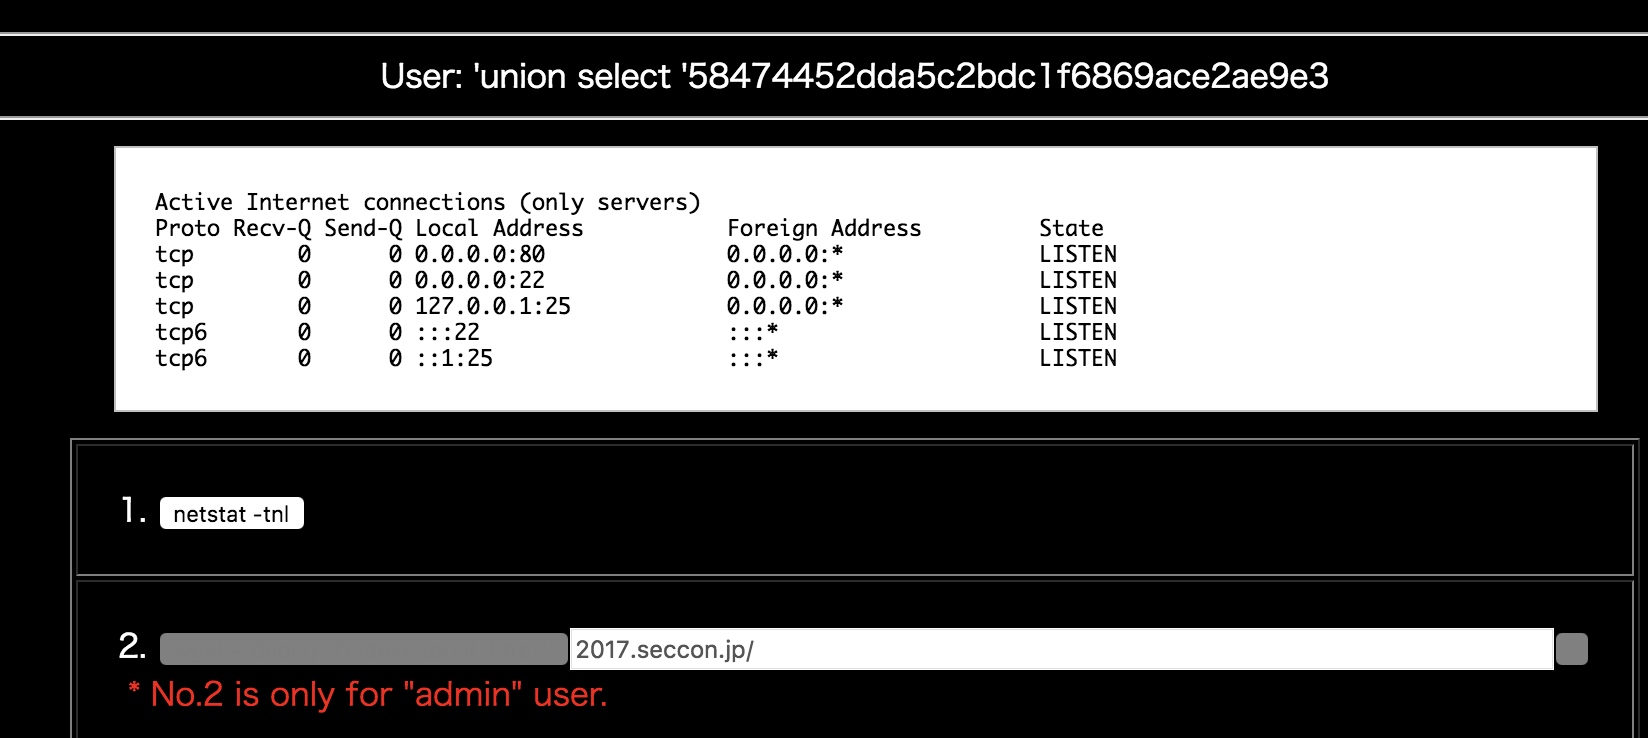 User: 'union select '58474452dda5c2bdc1f6869ace2ae9e3
Active Internet connections (only servers)
Proto Recv-Q Send-Q Local Address           Foreign Address         State
tcp        0      0 0.0.0.0:80              0.0.0.0:*               LISTEN
tcp        0      0 0.0.0.0:22              0.0.0.0:*               LISTEN
tcp        0      0 127.0.0.1:25            0.0.0.0:*               LISTEN
tcp6       0      0 :::22                   :::*                    LISTEN
tcp6       0      0 ::1:25                  :::*                    LISTEN
1. netstat -tnl
2. 2017.seccon.jp/
* No.2 is only for "admin" user.